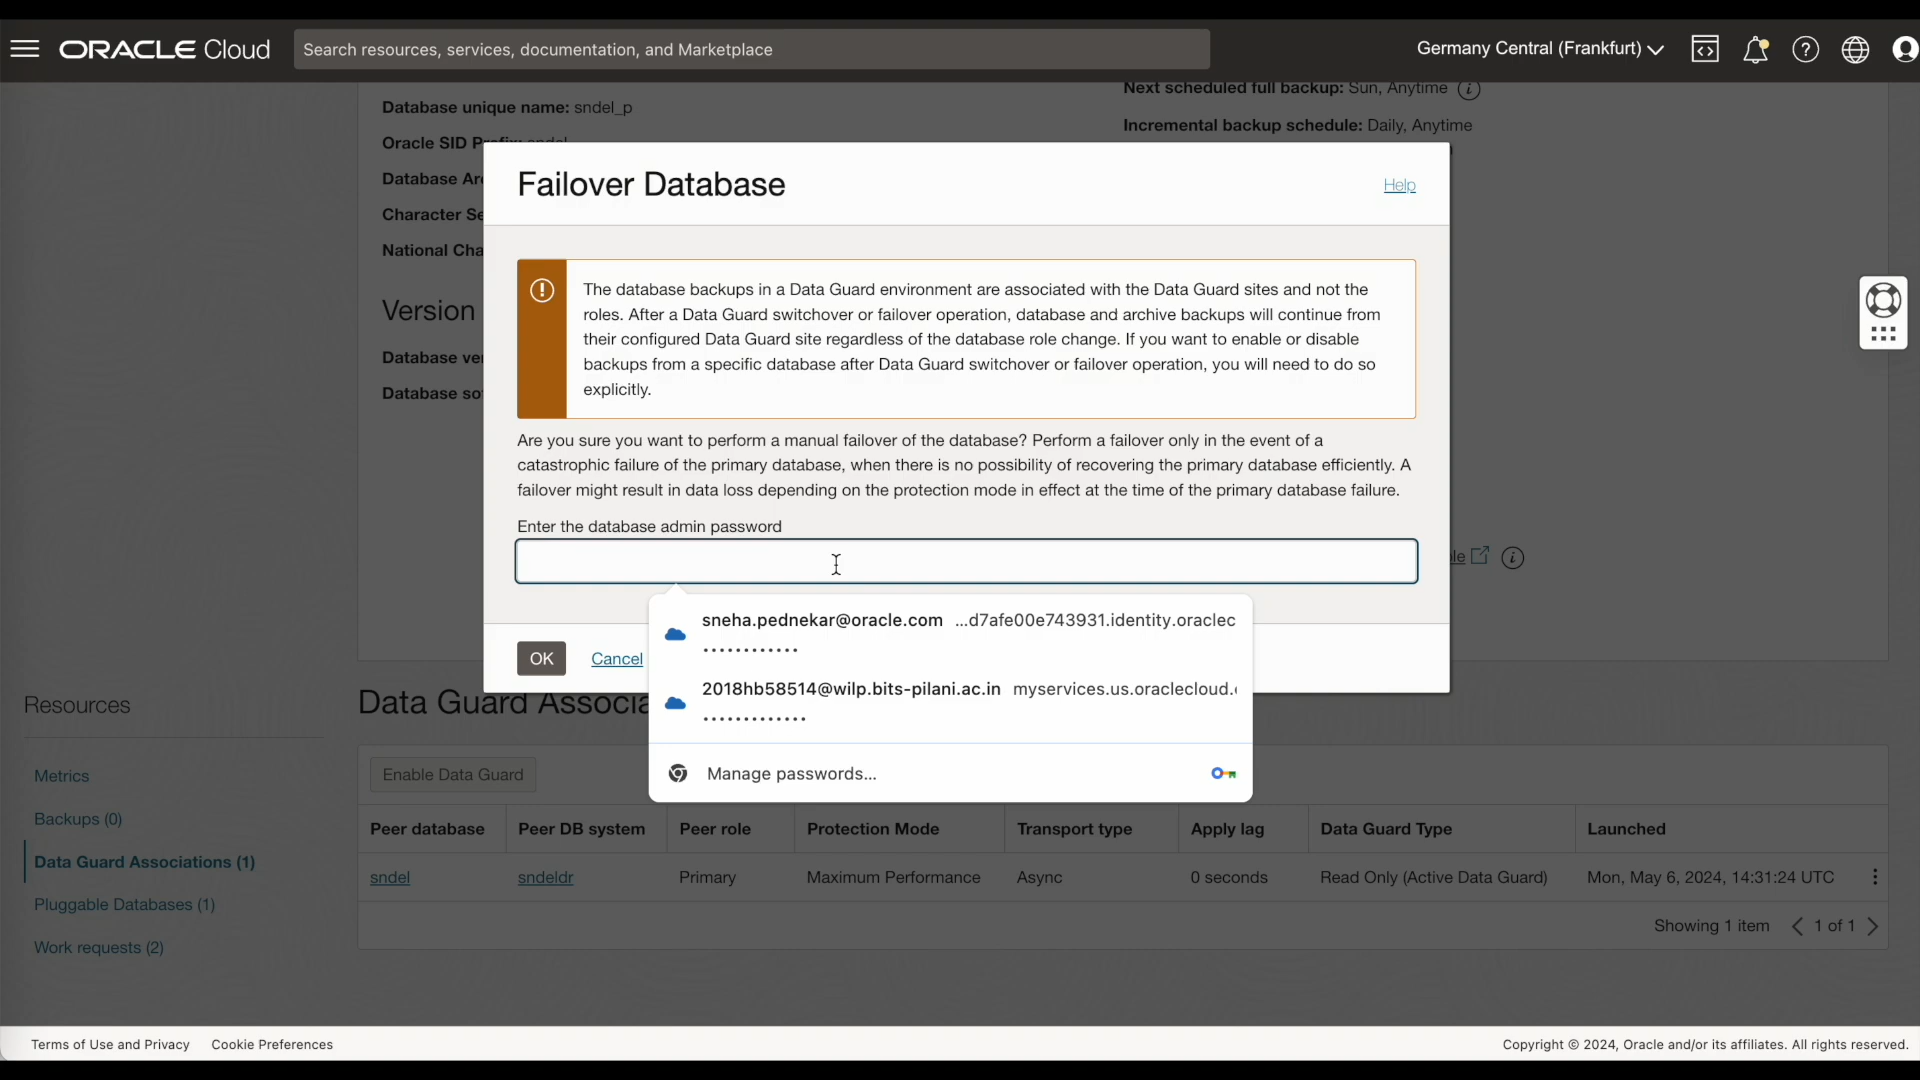 ORACLE Cloud
Search resources, services, documentation, and Marketplace
Germany Central (Frankfurt)
Database unique name: sndel_p
Next scheduled full backup: Sun, Anytime
Incremental backup schedule: Daily, Anytime
Oracle SID Prefix: sndel
Database Ar
Character Se
National Cha
Version
Database ve
Database so
Failover Database
Help
The database backups in a Data Guard environment are associated with the Data Guard sites and not the
roles. After a Data Guard switchover or failover operation, database and archive backups will continue from
their configured Data Guard site regardless of the database role change. If you want to enable or disable
backups from a specific database after Data Guard switchover or failover operation, you will need to do so
explicitly.
Are you sure you want to perform a manual failover of the database? Perform a failover only in the event of a
catastrophic failure of the primary database, when there is no possibility of recovering the primary database efficiently. A
failover might result in data loss depending on the protection mode in effect at the time of the primary database failure.
Enter the database admin password
le
sneha.pednekar@oracle.com ...d7afe00e743931.identity.oraclec
............
2018hb58514@wilp.bits-pilani.ac.in myservices.us.oraclecloud.
.............
Manage passwords...
OK
Cancel
Resources
Metrics
Backups (0)
Data Guard Associations (1)
Pluggable Databases (1)
Work requests (2)
Data Guard Associa
Enable Data Guard
Peer database Peer DB system Peer role Protection Mode Transport type Apply lag Data Guard Type Launched
sndel sndeldr Primary Maximum Performance Async 0 seconds Read Only (Active Data Guard) Mon, May 6, 2024, 14:31:24 UTC
Showing 1 item 1 of 1
Terms of Use and Privacy Cookie Preferences
Copyright © 2024, Oracle and/or its affiliates. All rights reserved.